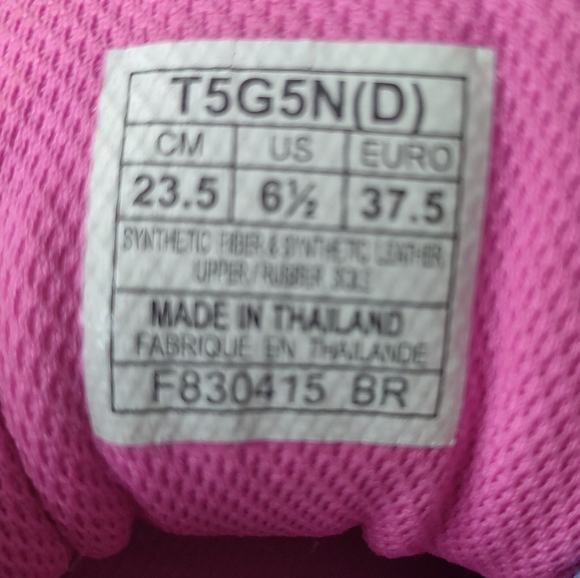 T5G5N(D)
CM US EURO
23.5 6½ 37.5
SYNTHETIC FIBER & SYNTHETIC LEATHER
UPPER / RUBBER SOLE
MADE IN THAILAND
FABRIQUE EN THAILANDE
F830415 BR